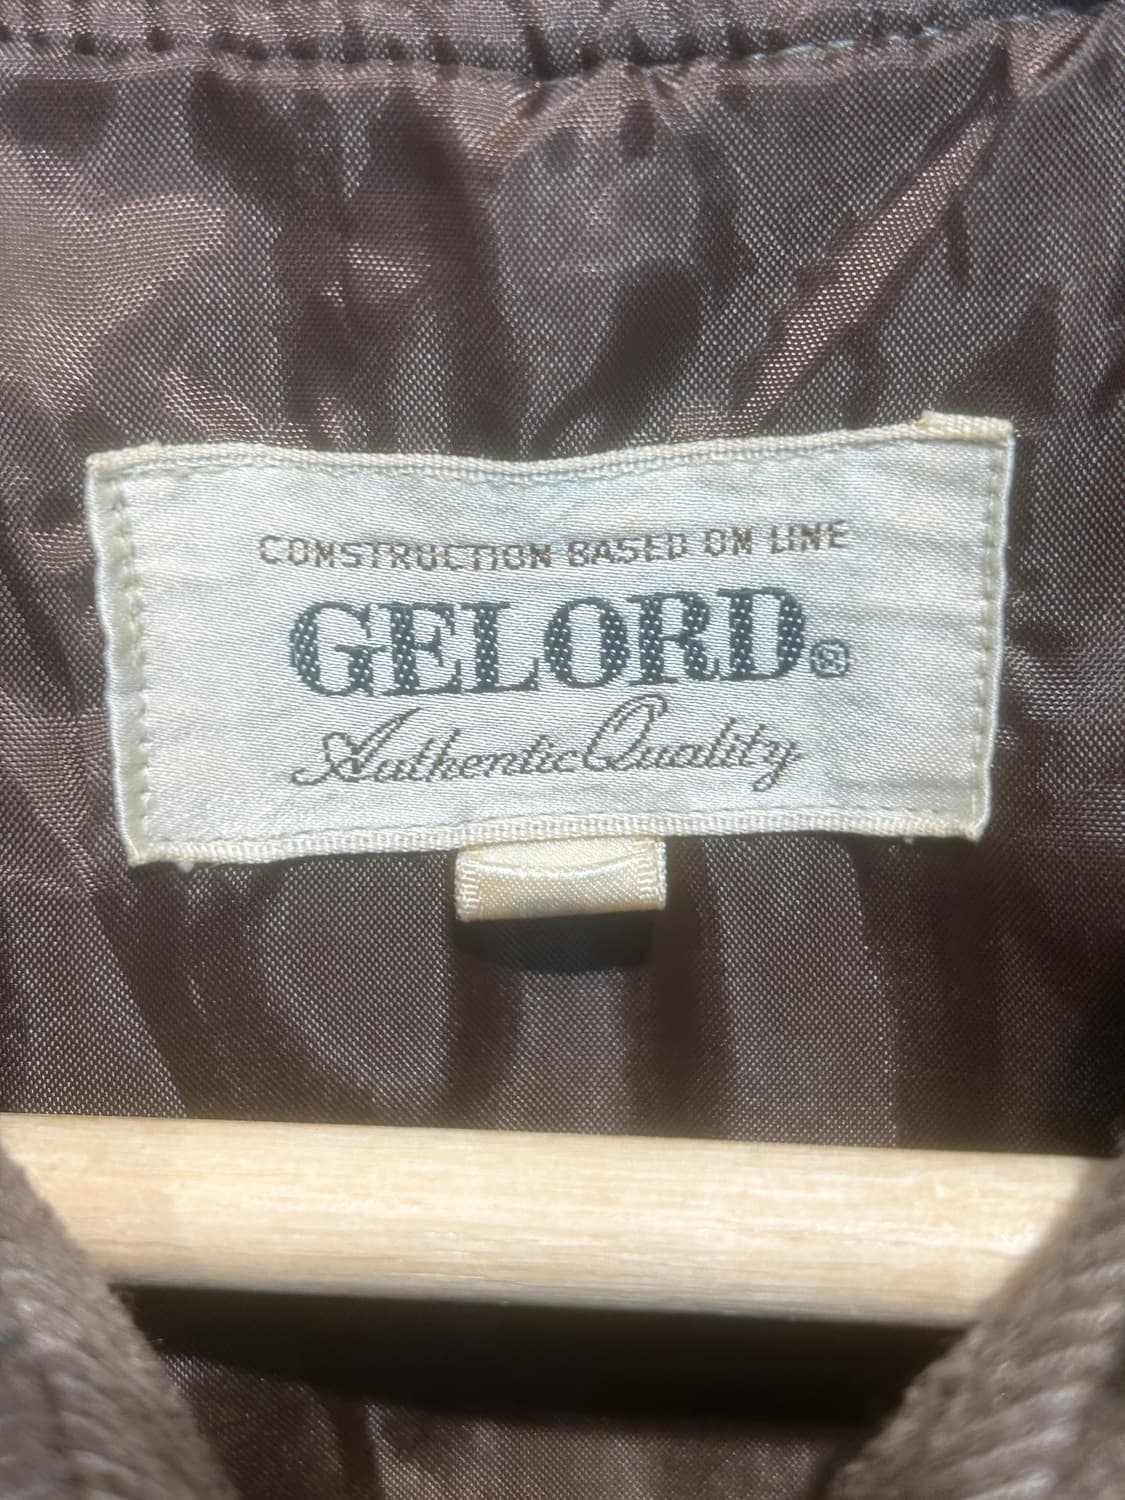 CONSTRUCTION BASED ON LINE
GELORD®
Authentic Quality